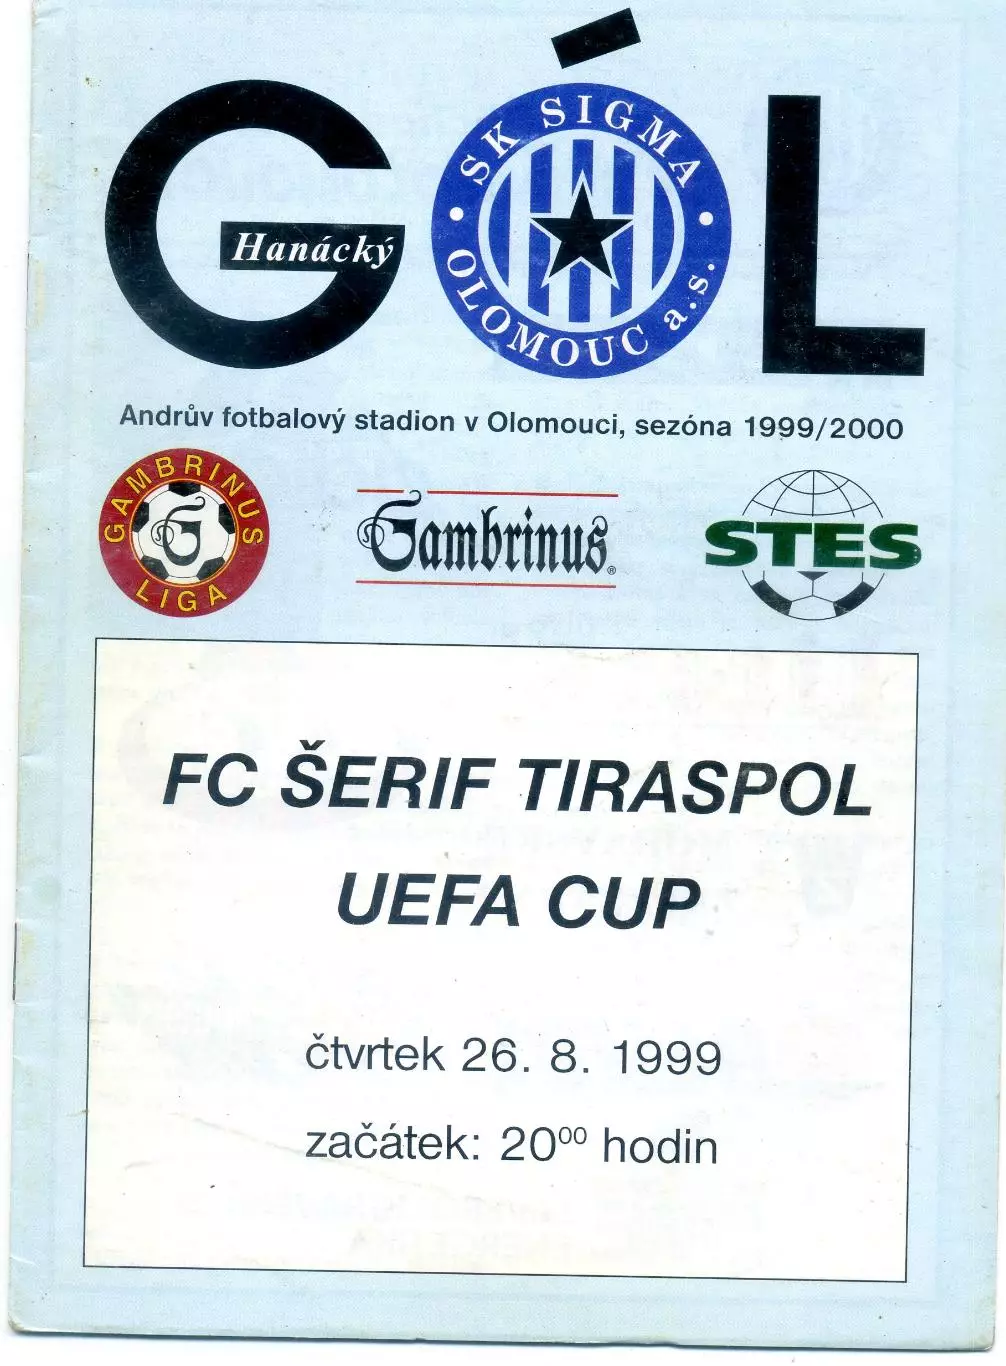 GÓL
Hanácký
SK SIGMA
OLOMOUC a.s.
Andrův fotbalový stadion v Olomouci, sezóna 1999/2000
GAMBRINUS
LIGA
G
Gambrinus®
STES
FC ŠERIF TIRASPOL
UEFA CUP
čtvrtek 26. 8. 1999
začátek: 20⁰⁰ hodin